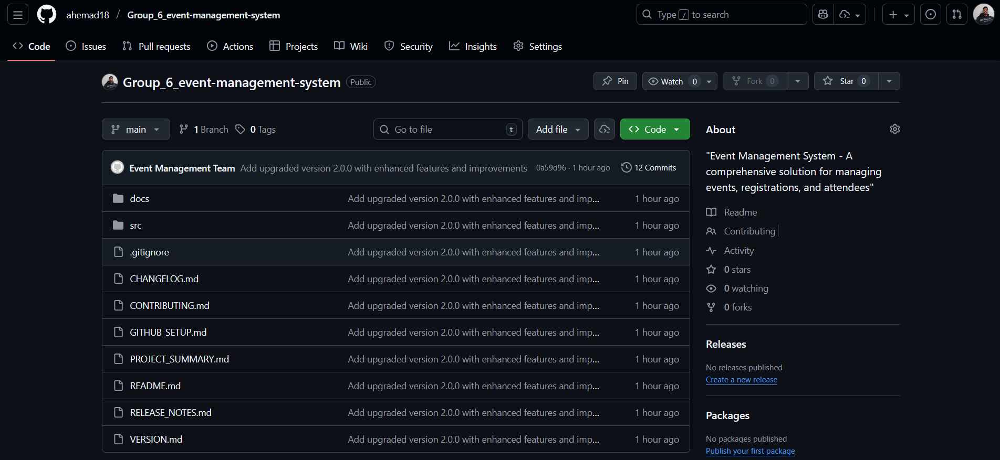 ahemad18 / Group_6_event-management-system
Type / to search
Code Issues Pull requests Actions Projects Wiki Security Insights Settings
Group_6_event-management-system Public
Pin Watch 0 Fork 0 Star 0
main 1 Branch 0 Tags Go to file t Add file Code
Event Management Team Add upgraded version 2.0.0 with enhanced features and improvements 0a59d96 · 1 hour ago 12 Commits
docs Add upgraded version 2.0.0 with enhanced features and imp... 1 hour ago
src Add upgraded version 2.0.0 with enhanced features and imp... 1 hour ago
.gitignore Add upgraded version 2.0.0 with enhanced features and imp... 1 hour ago
CHANGELOG.md Add upgraded version 2.0.0 with enhanced features and imp... 1 hour ago
CONTRIBUTING.md Add upgraded version 2.0.0 with enhanced features and imp... 1 hour ago
GITHUB_SETUP.md Add upgraded version 2.0.0 with enhanced features and imp... 1 hour ago
PROJECT_SUMMARY.md Add upgraded version 2.0.0 with enhanced features and imp... 1 hour ago
README.md Add upgraded version 2.0.0 with enhanced features and imp... 1 hour ago
RELEASE_NOTES.md Add upgraded version 2.0.0 with enhanced features and imp... 1 hour ago
VERSION.md Add upgraded version 2.0.0 with enhanced features and imp... 1 hour ago
About
"Event Management System - A
comprehensive solution for managing
events, registrations, and attendees"
Readme
Contributing
Activity
0 stars
0 watching
0 forks
Releases
No releases published
Create a new release
Packages
No packages published
Publish your first package